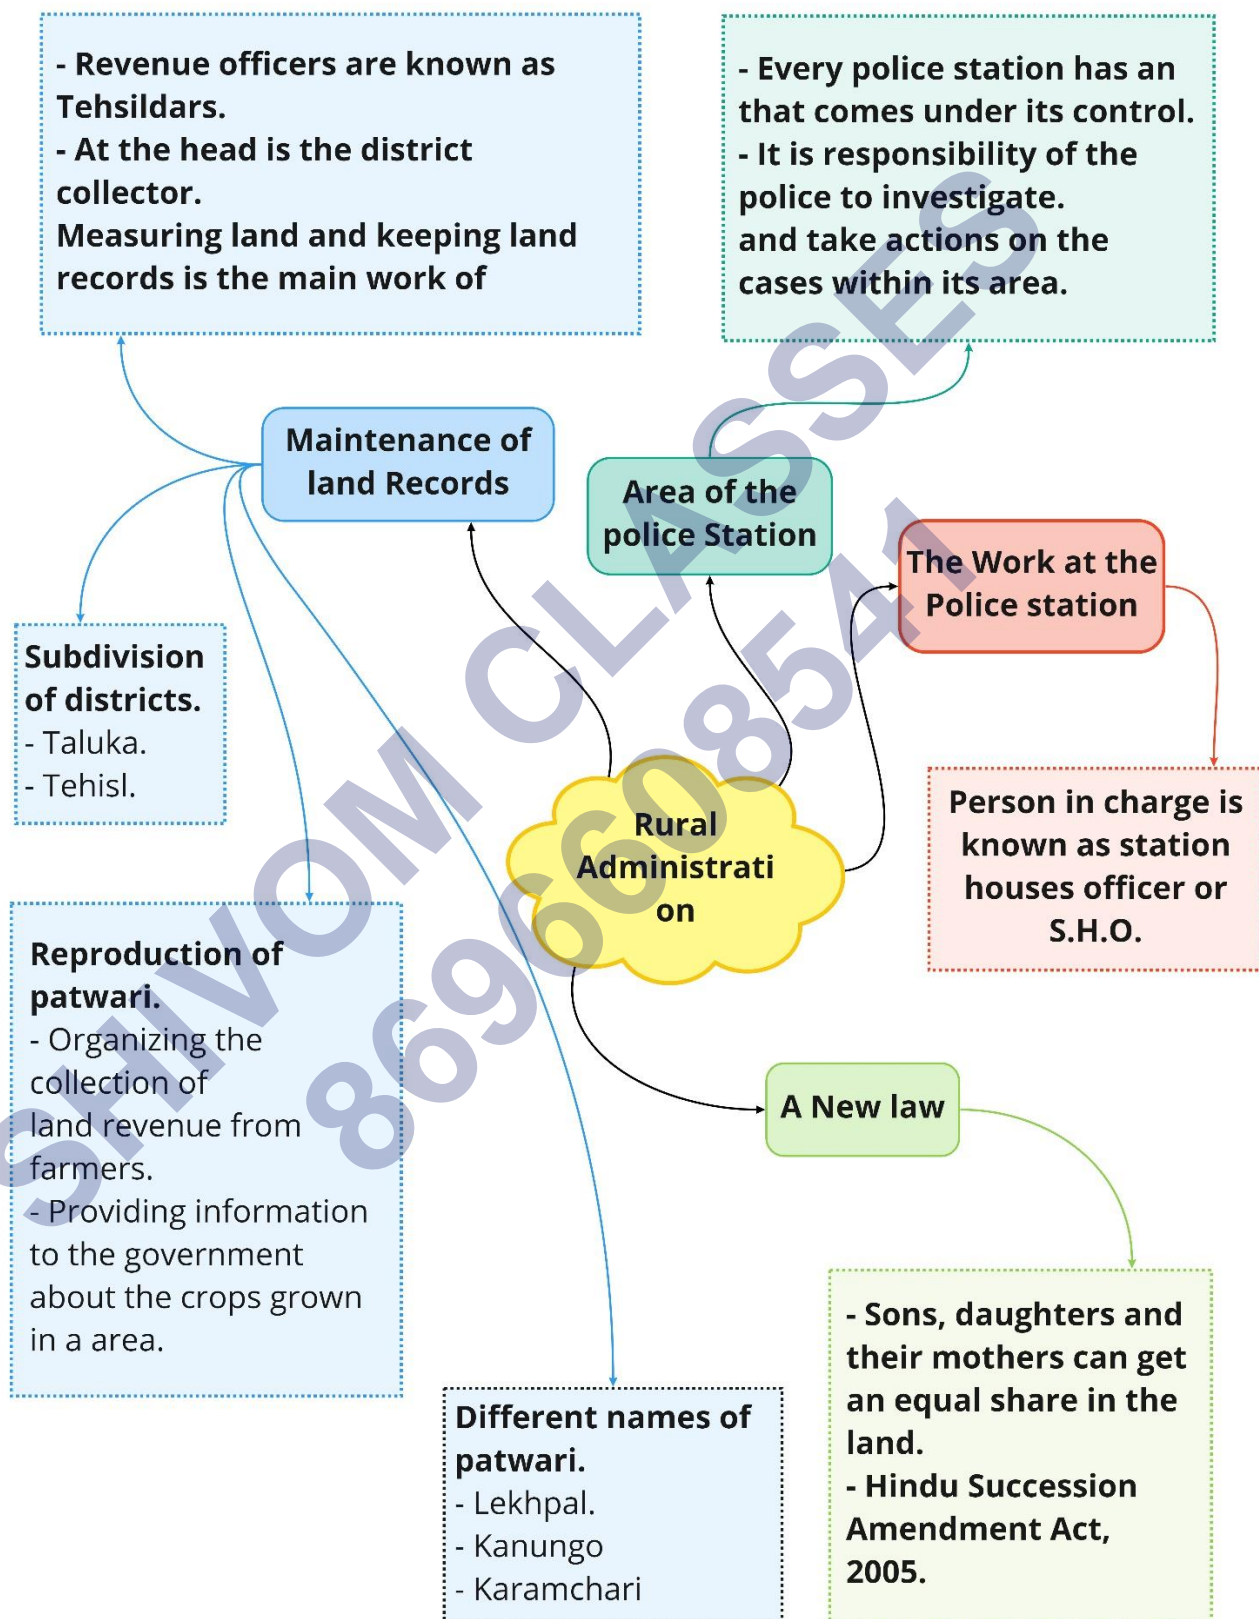 - Revenue officers are known as
Tehsildars.
- At the head is the district
collector.
Measuring land and keeping land
records is the main work of
- Every police station has an
that comes under its control.
- It is responsibility of the
police to investigate.
and take actions on the
cases within its area.
Maintenance of
land Records
Area of the
police Station
The Work at the
Police station
Subdivision
of districts.
- Taluka.
- Tehisl.
Rural
Administrati
on
Person in charge is
known as station
houses officer or
S.H.O.
Reproduction of
patwari.
- Organizing the
collection of
land revenue from
farmers.
- Providing information
to the government
about the crops grown
in a area.
A New law
- Sons, daughters and
their mothers can get
an equal share in the
land.
- Hindu Succession
Amendment Act,
2005.
Different names of
patwari.
- Lekhpal.
- Kanungo
- Karamchari
SHIVOM CLASSES
8696608541